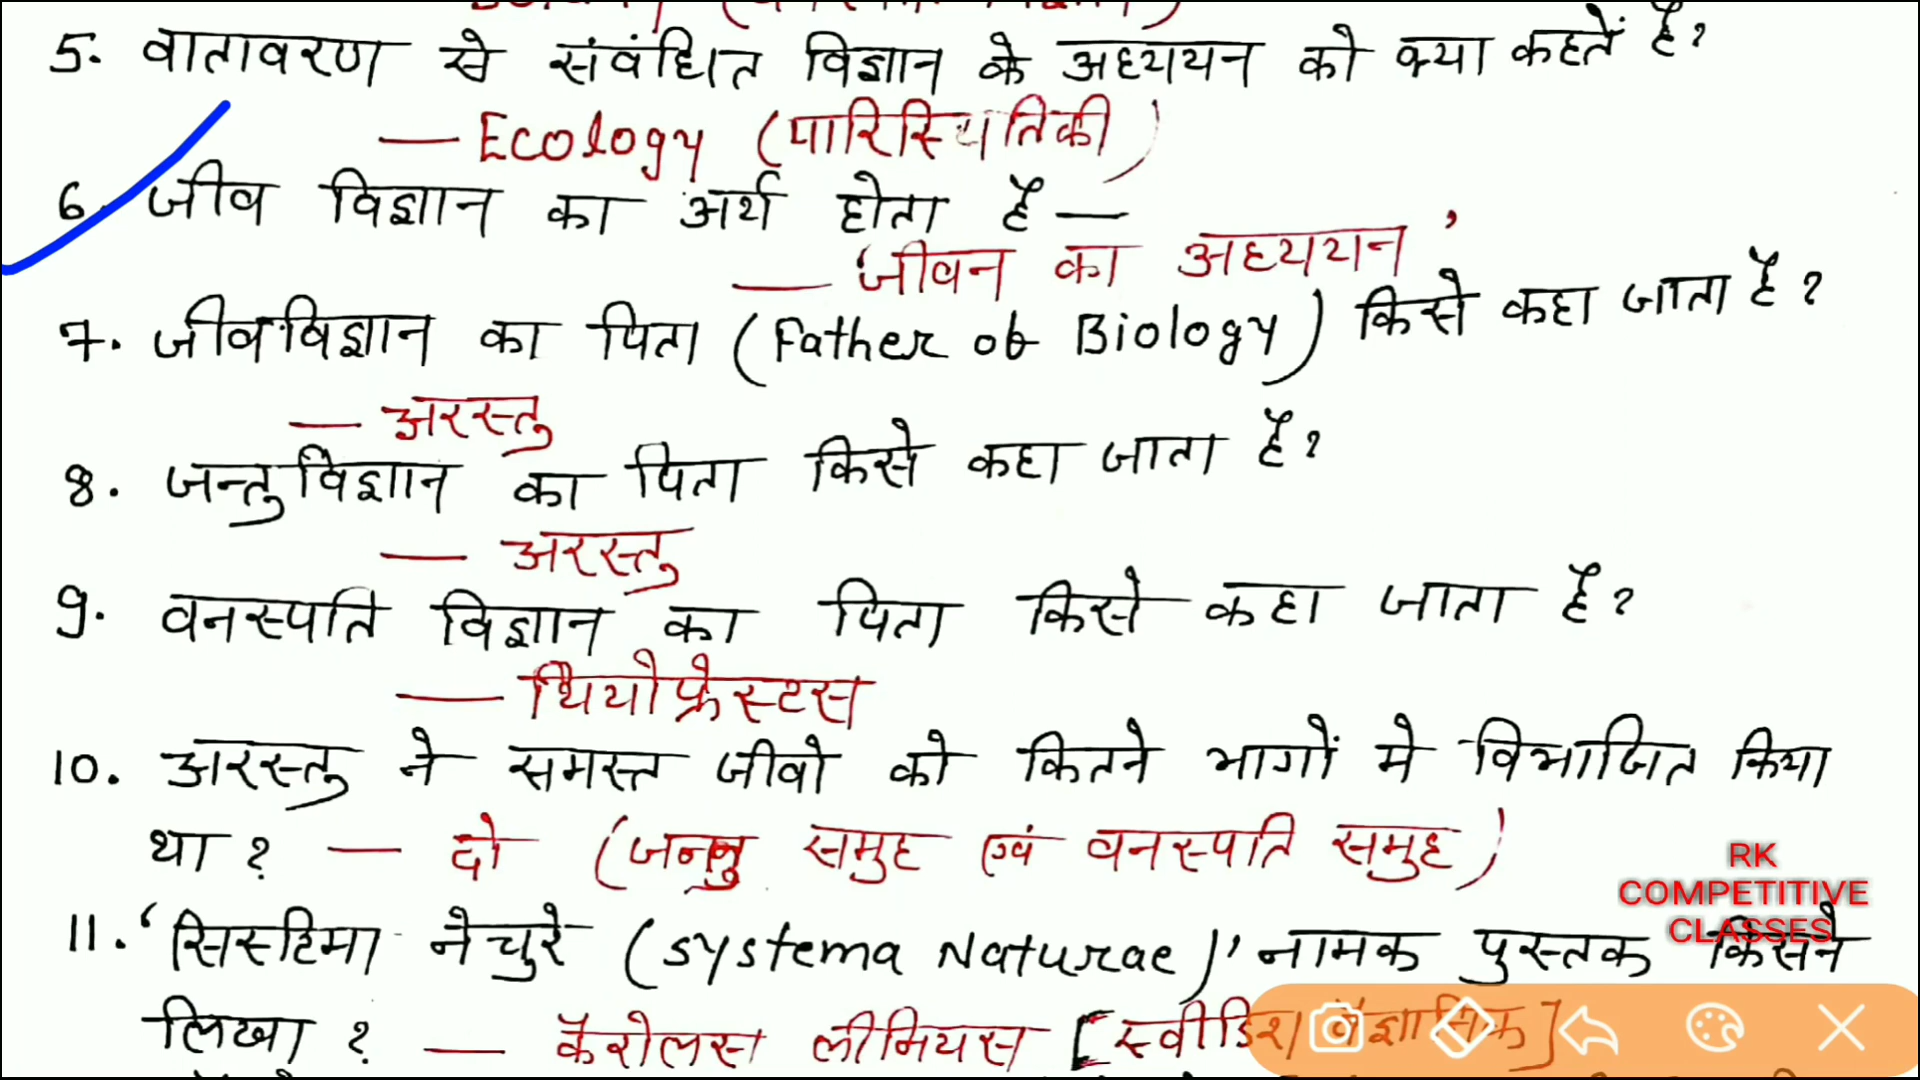 5. वातावरण से संबंधित विज्ञान के अध्ययन को क्या कहतें हैं?
— Ecology (पारिस्थितिकी)
6. जीव विज्ञान का अर्थ होता है —
— 'जीवन का अध्ययन'
7. जीव विज्ञान का पिता (Father of Biology) किसे कहा जाता है?
— अरस्तु
8. जन्तु विज्ञान का पिता किसे कहा जाता है?
— अरस्तु
9. वनस्पति विज्ञान का पिता किसे कहा जाता है?
— थियोफ्रेस्टस
10. अरस्तु ने समस्त जीवो को कितने भागों मे विभाजित किया
था? — दो (जन्तु समुह एवं वनस्पति समुह)
RK
COMPETITIVE
CLASSES
11. 'सिस्टिमा नेचुरे (Systema Naturae)' नामक पुस्तक किसने
लिखा? — कैरोलस लीनियस [स्वीडिश वैज्ञानिक]